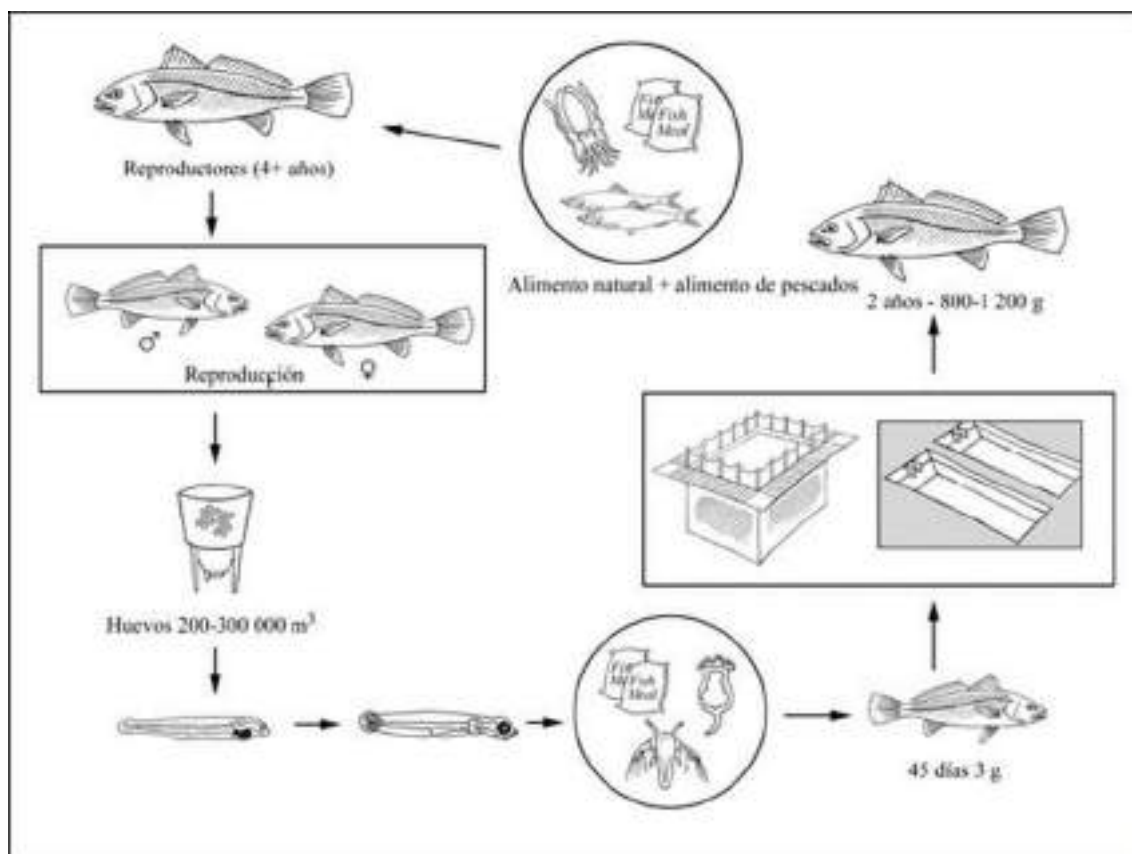 Fish
Meal
Reproductores (4+ años)
Alimento natural + alimento de pescados
2 años - 800-1 200 g
♂
♀
Reproducción
Huevos 200-300 000 m³
Fish
Meal
45 días 3 g